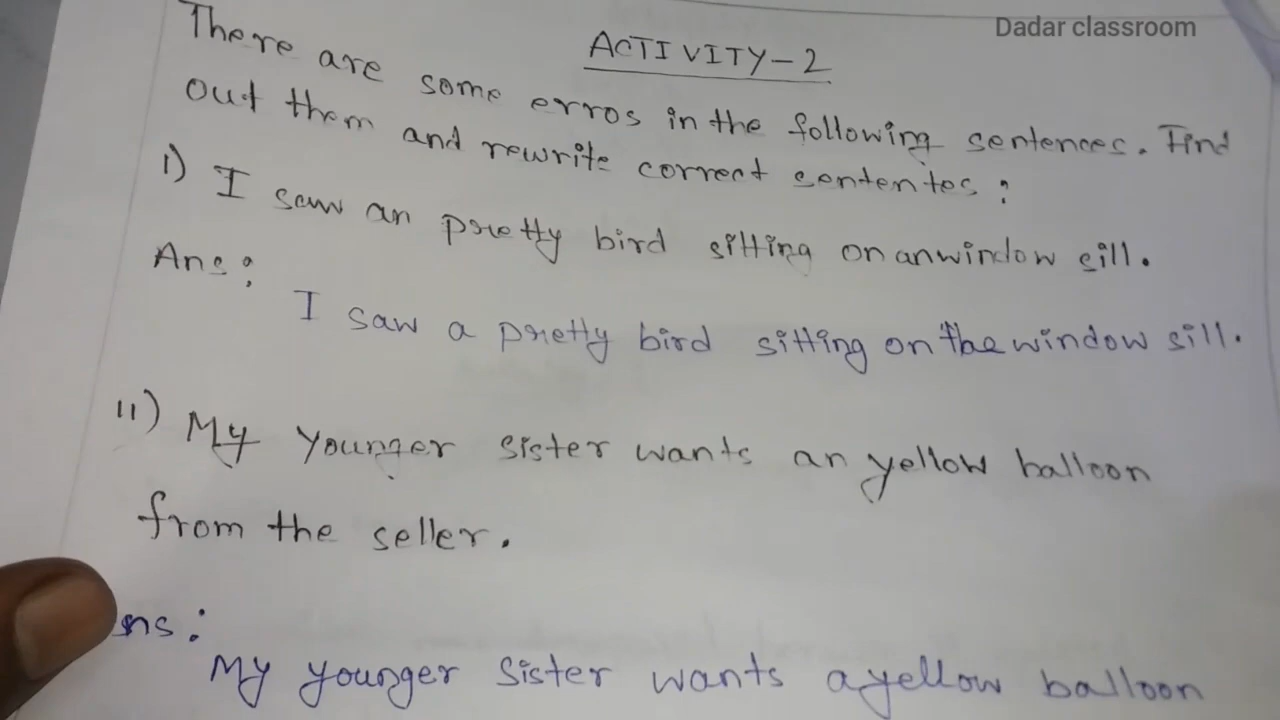 Dadar classroom
ACTIVITY-2
There are some erros in the following sentences. Find
out them and rewrite correct sententes:
i) I saw an pretty bird sitting on an window sill.
Ans:
I saw a pretty bird sitting on the window sill.
ii) My younger sister wants an yellow balloon
from the seller.
ns:
My younger sister wants a yellow balloon